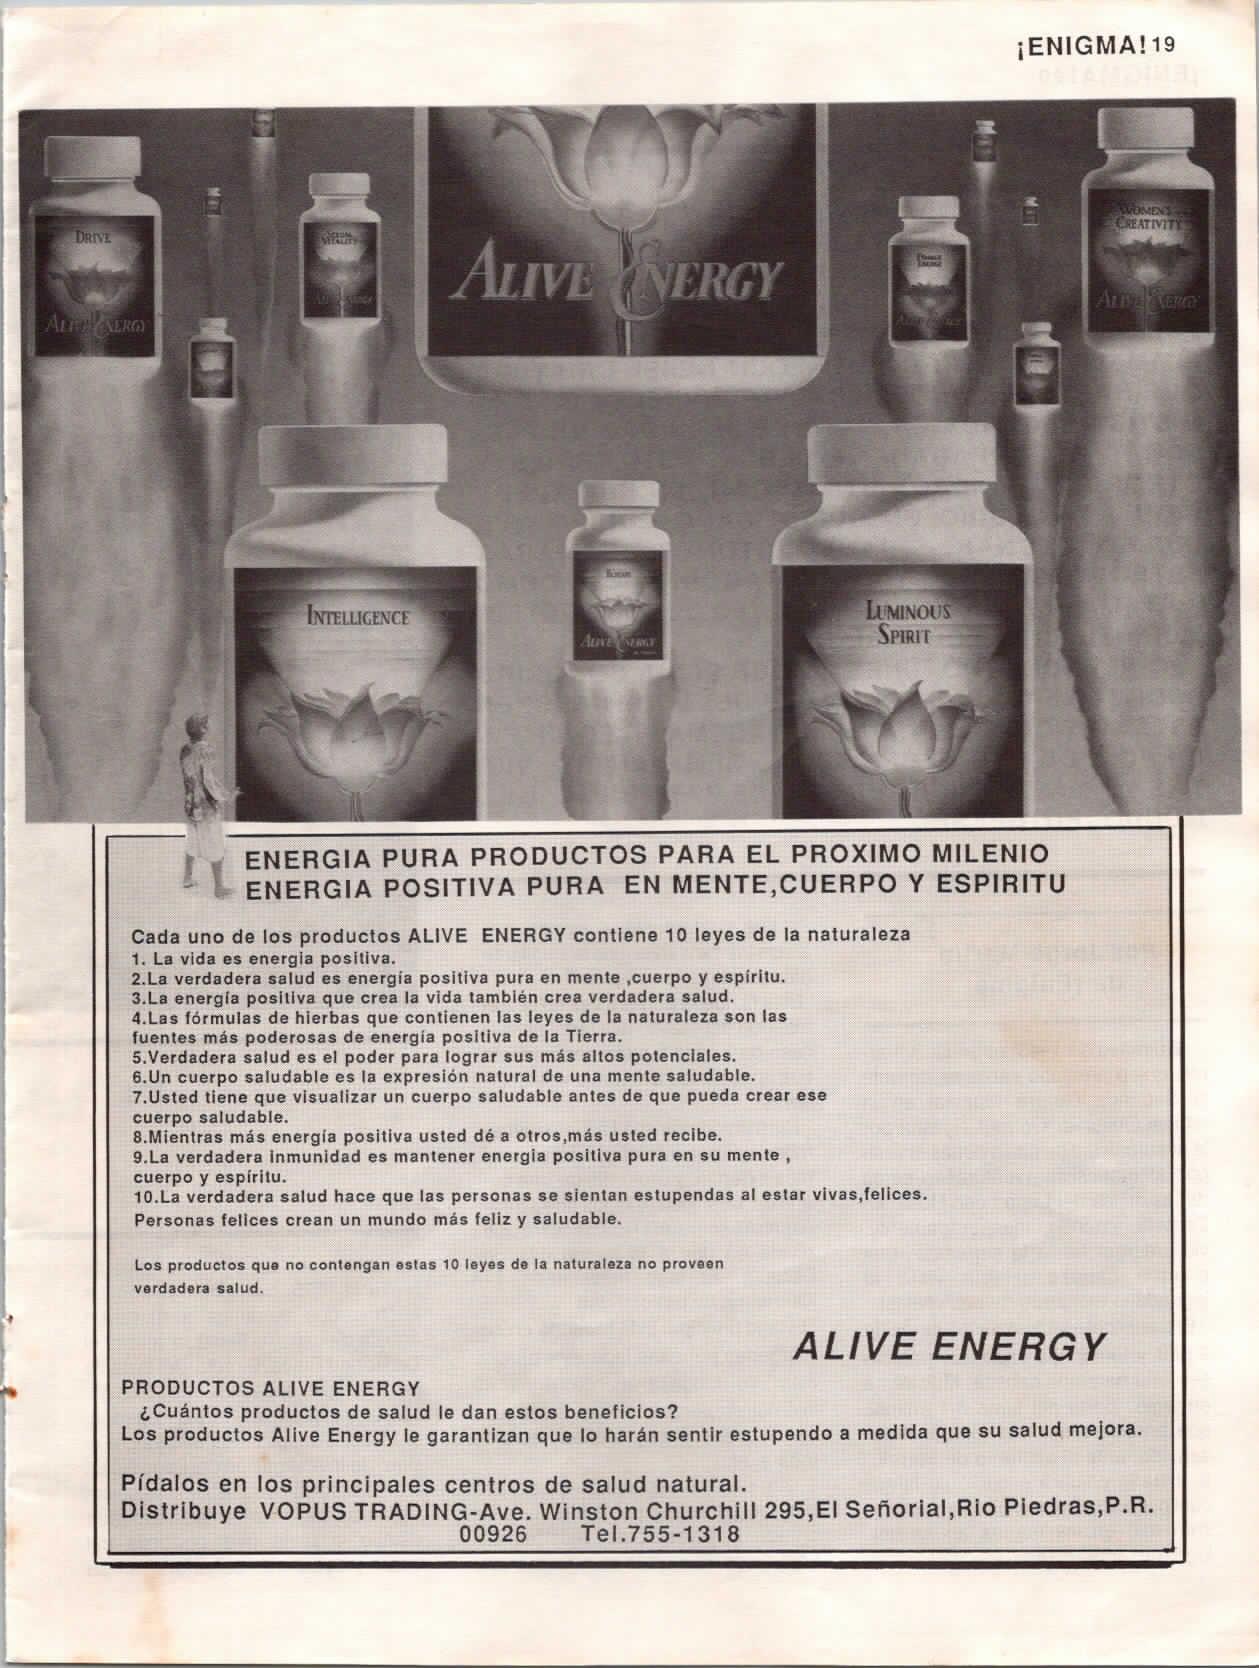 ¡ENIGMA! 19
DRIVE
ALIVE ENERGY
SEXUAL
VITALITY
ALIVE ENERGY
ALIVE ENERGY
ENERGY
ALIVE ENERGY
WOMEN'S
CREATIVITY
ALIVE ENERGY
INTELLIGENCE
ALIVE ENERGY
LUMINOUS
SPIRIT
ENERGIA PURA PRODUCTOS PARA EL PROXIMO MILENIO
ENERGIA POSITIVA PURA EN MENTE,CUERPO Y ESPIRITU
Cada uno de los productos ALIVE ENERGY contiene 10 leyes de la naturaleza
1. La vida es energia positiva.
2.La verdadera salud es energía positiva pura en mente ,cuerpo y espíritu.
3.La energía positiva que crea la vida también crea verdadera salud.
4.Las fórmulas de hierbas que contienen las leyes de la naturaleza son las
fuentes más poderosas de energía positiva de la Tierra.
5.Verdadera salud es el poder para lograr sus más altos potenciales.
6.Un cuerpo saludable es la expresión natural de una mente saludable.
7.Usted tiene que visualizar un cuerpo saludable antes de que pueda crear ese
cuerpo saludable.
8.Mientras más energía positiva usted dé a otros,más usted recibe.
9.La verdadera inmunidad es mantener energia positiva pura en su mente ,
cuerpo y espíritu.
10.La verdadera salud hace que las personas se sientan estupendas al estar vivas,felices.
Personas felices crean un mundo más feliz y saludable.
Los productos que no contengan estas 10 leyes de la naturaleza no proveen
verdadera salud.
ALIVE ENERGY
PRODUCTOS ALIVE ENERGY
¿Cuántos productos de salud le dan estos beneficios?
Los productos Alive Energy le garantizan que lo harán sentir estupendo a medida que su salud mejora.
Pídalos en los principales centros de salud natural.
Distribuye VOPUS TRADING-Ave. Winston Churchill 295,El Señorial,Rio Piedras,P.R.
00926 Tel.755-1318